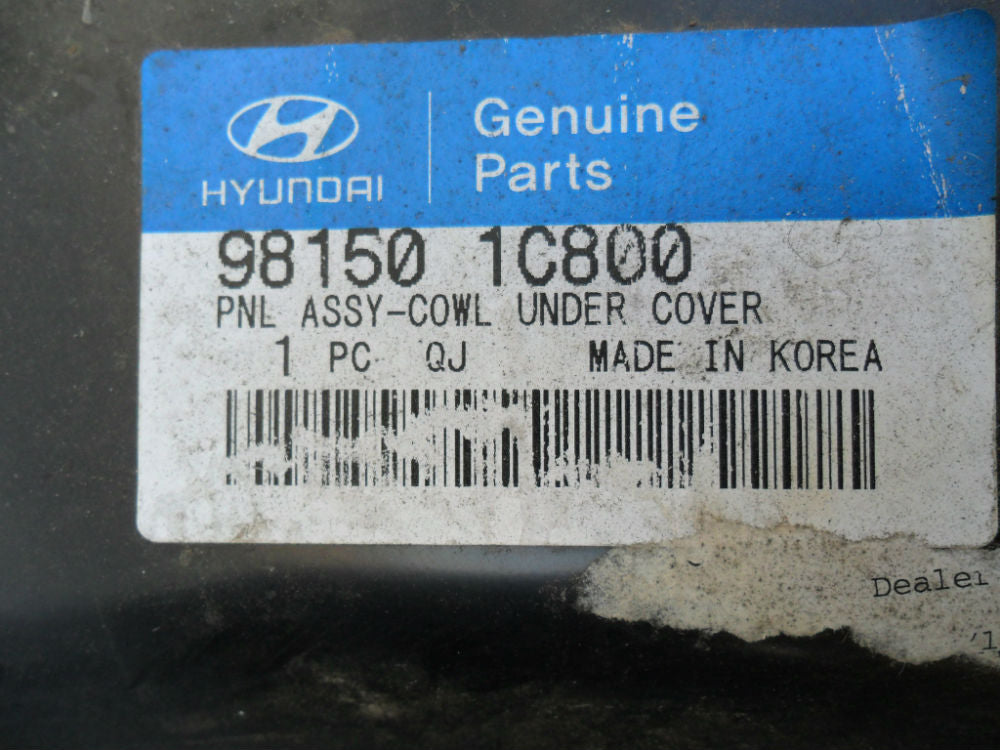 HYUNDAI
Genuine
Parts
98150 1C800
PNL ASSY-COWL UNDER COVER
1 PC QJ MADE IN KOREA
Dealer